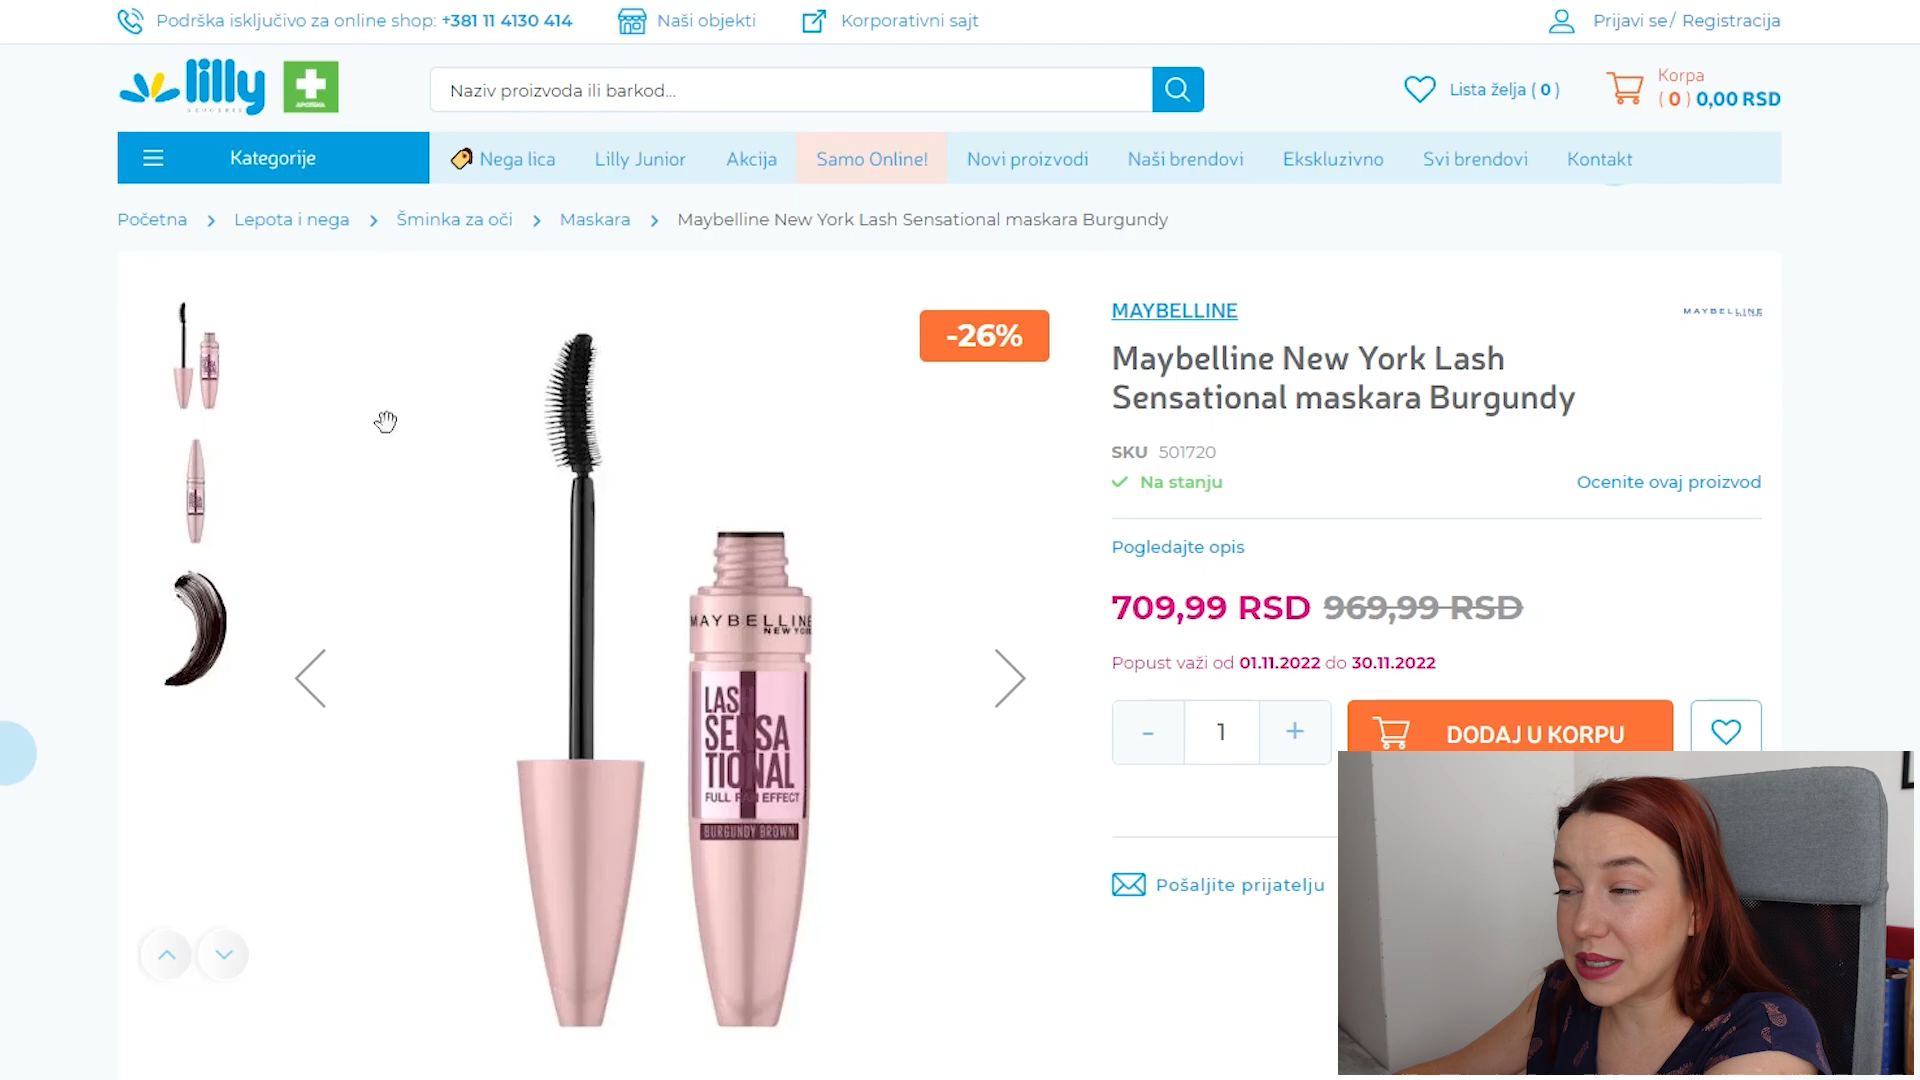 Podrška isključivo za online shop: +381 11 4130 414
Naši objekti
Korporativni sajt
Prijavi se/ Registracija
lilly
APOTEKA
Naziv proizvoda ili barkod...
Lista želja ( 0 )
Korpa
( 0 ) 0,00 RSD
Kategorije
Nega lica
Lilly Junior
Akcija
Samo Online!
Novi proizvodi
Naši brendovi
Ekskluzivno
Svi brendovi
Kontakt
Početna
Lepota i nega
Šminka za oči
Maskara
Maybelline New York Lash Sensational maskara Burgundy
-26%
MAYBELLINE
NEW YORK
LASH
SENSA
TIONAL
FULL FAN EFFECT
BURGUNDY BROWN
MAYBELLINE
MAYBELLINE
Maybelline New York Lash
Sensational maskara Burgundy
SKU 501720
Na stanju
Ocenite ovaj proizvod
Pogledajte opis
709,99 RSD 969,99 RSD
Popust važi od 01.11.2022 do 30.11.2022
-
1
+
DODAJ U KORPU
Pošaljite prijatelju